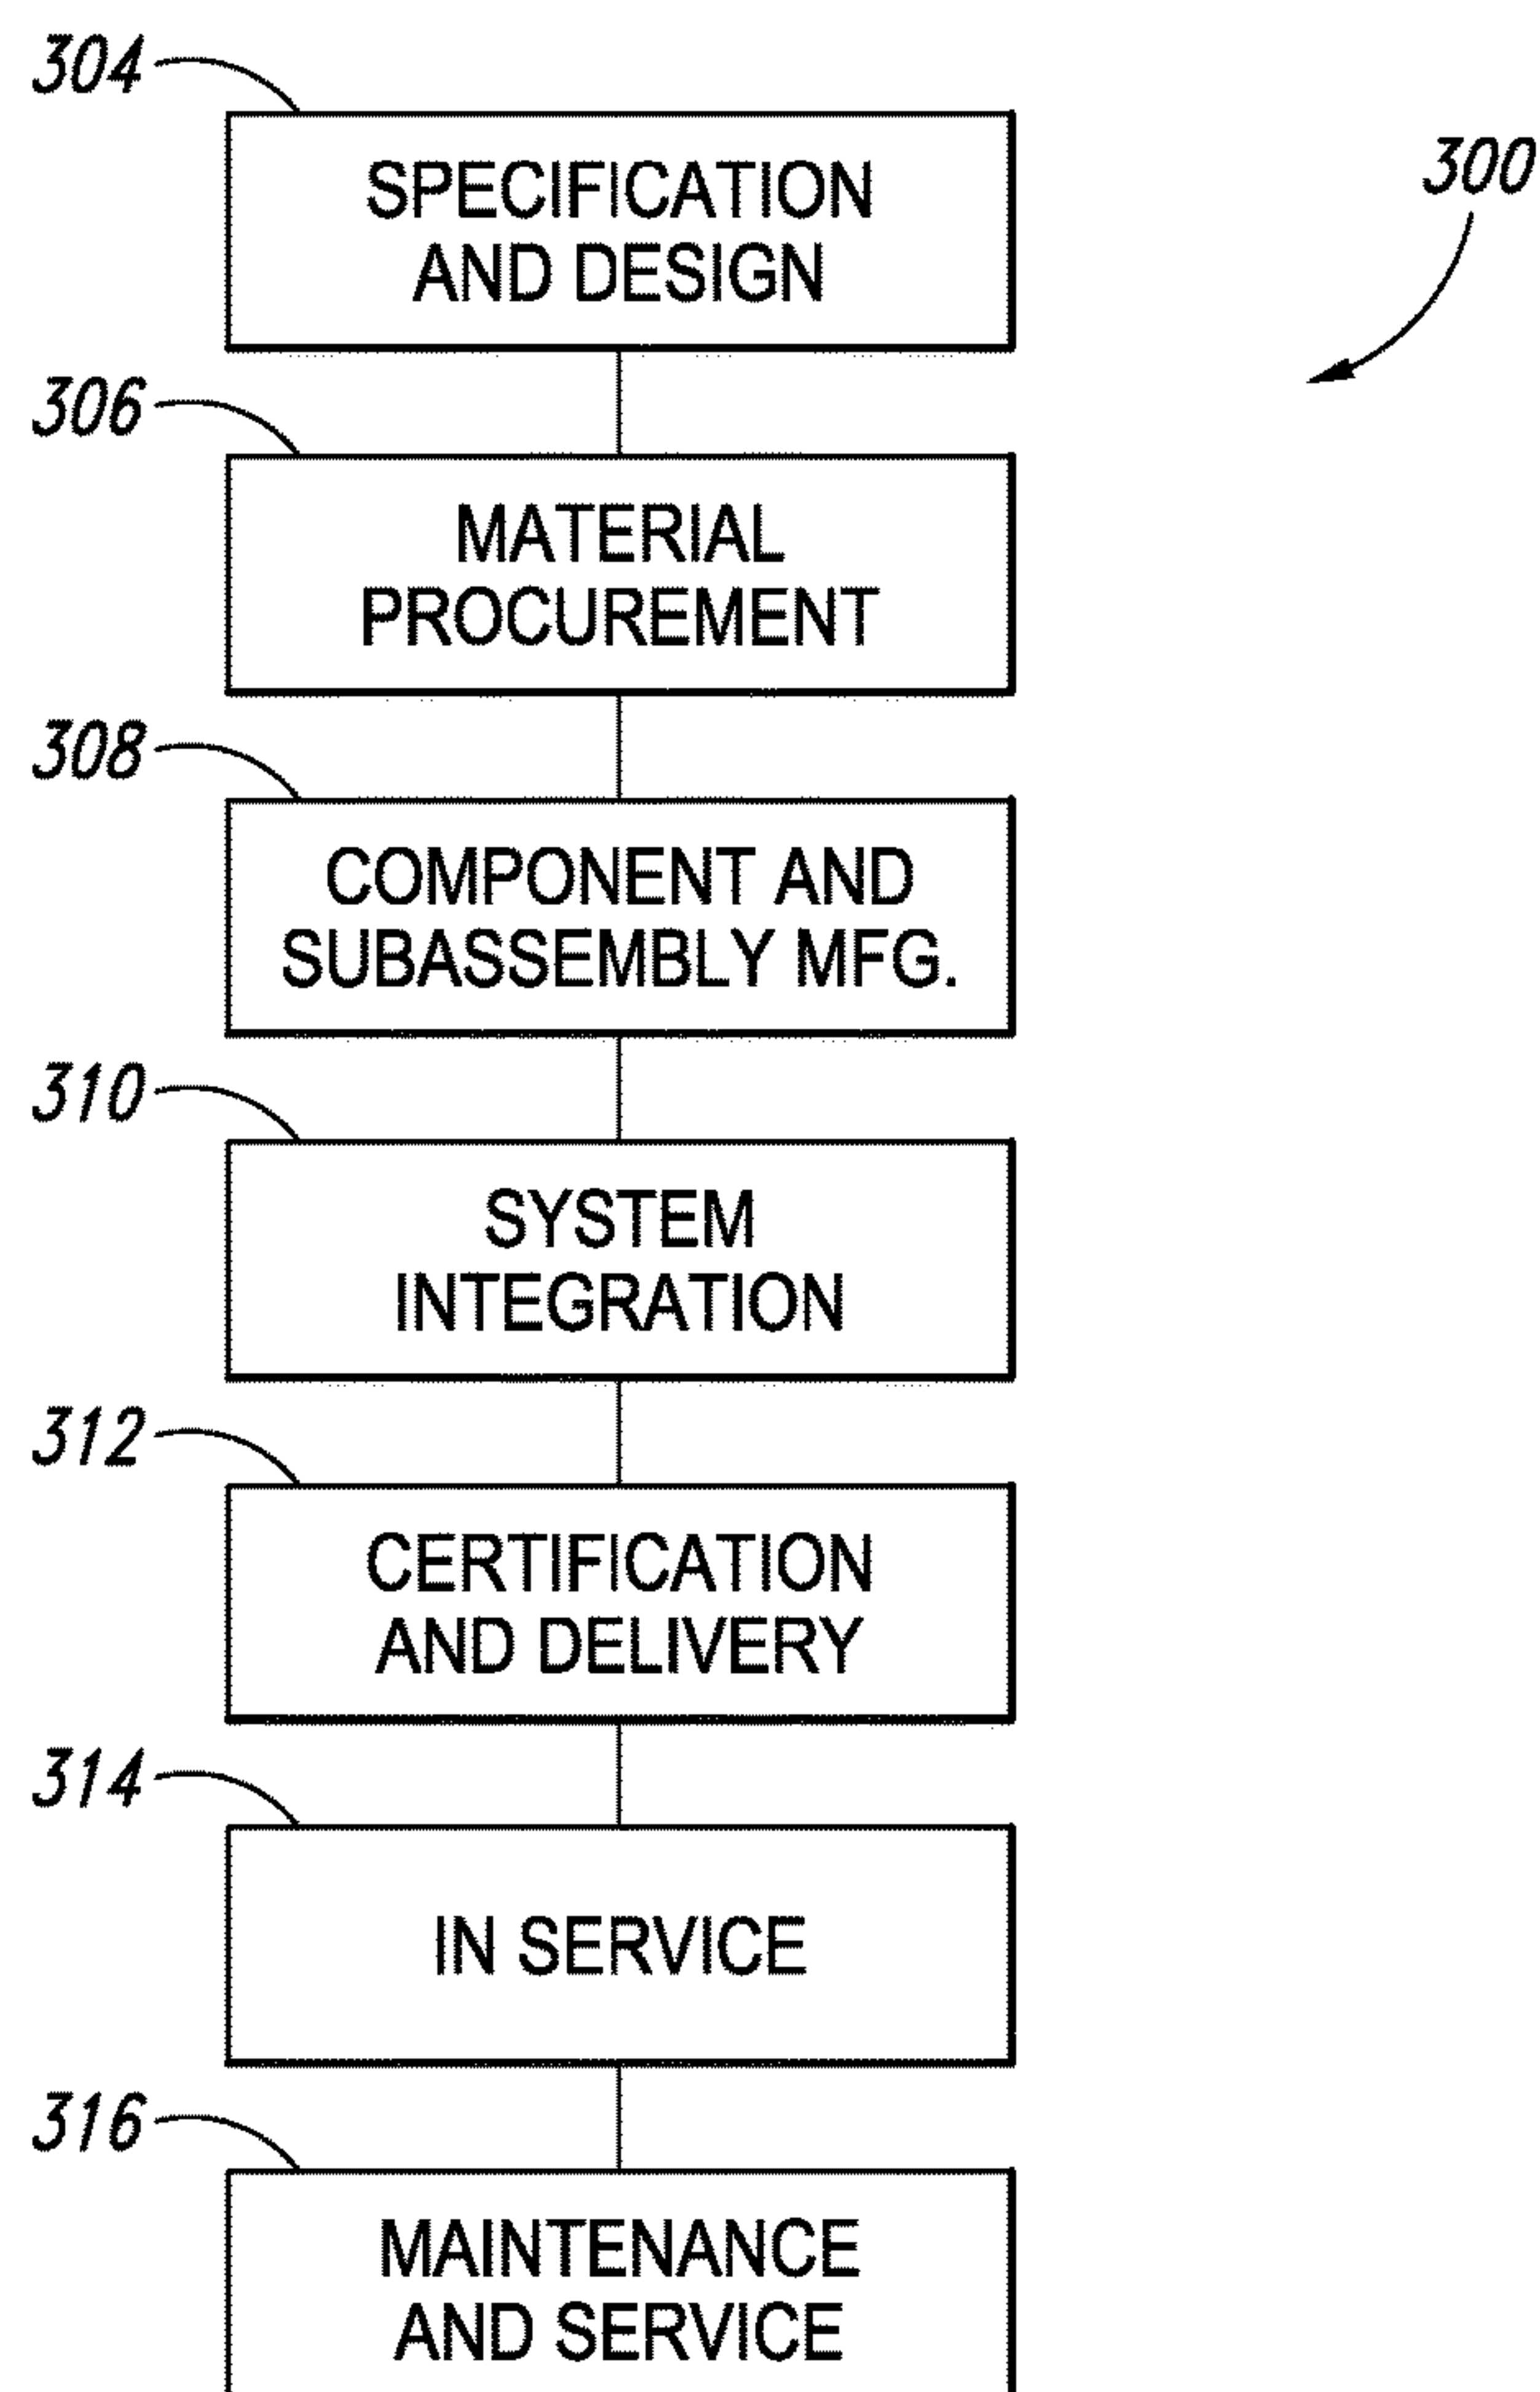 304
SPECIFICATION
AND DESIGN
300
306
MATERIAL
PROCUREMENT
308
COMPONENT AND
SUBASSEMBLY MFG.
310
SYSTEM
INTEGRATION
312
CERTIFICATION
AND DELIVERY
314
IN SERVICE
316
MAINTENANCE
AND SERVICE